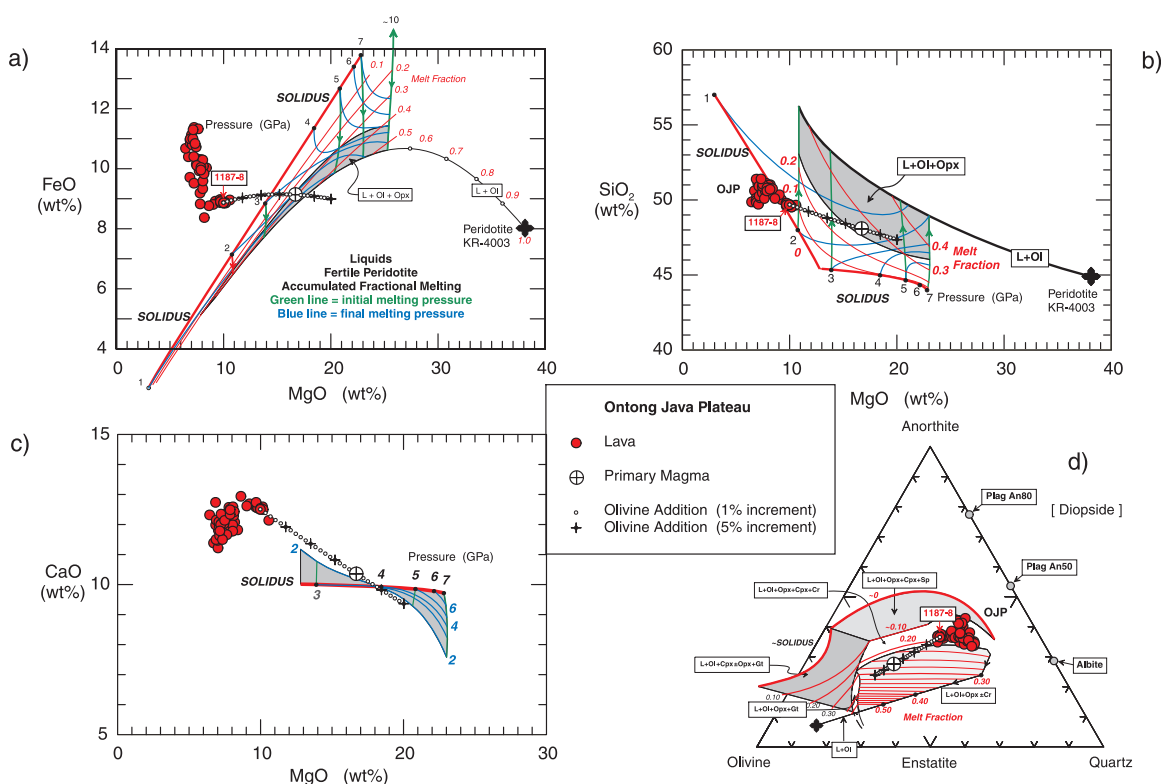 a)
14
12
10
8
6
4
FeO
(wt%)
0
10
20
30
40
MgO (wt%)
~10
7
6
5
4
3
2
1
0.1
0.2
Melt Fraction
0.3
0.4
0.5
0.6
0.7
0.8
0.9
1.0
SOLIDUS
Pressure (GPa)
1187-8
L + Ol + Opx
L + Ol
Peridotite
KR-4003
Liquids
Fertile Peridotite
Accumulated Fractional Melting
Green line = initial melting pressure
Blue line = final melting pressure
SOLIDUS
b)
60
55
50
45
40
SiO2
(wt%)
0
10
20
30
40
MgO (wt%)
1
SOLIDUS
OJP
0.2
0.1
1187-8
2
0
3
4
5
6
7
L+Ol+Opx
L+Ol
0.4
Melt
Fraction
0.3
SOLIDUS
Pressure (GPa)
Peridotite
KR-4003
Ontong Java Plateau
Lava
Primary Magma
Olivine Addition (1% increment)
Olivine Addition (5% increment)
c)
15
10
5
0
CaO
(wt%)
0
10
20
30
MgO (wt%)
2
SOLIDUS
3
Pressure (GPa)
4
5
6
7
6
4
2
d)
Anorthite
Plag An80
[ Diopside ]
Plag An50
Albite
L+Ol+Opx+Cpx+Sp
L+Ol+Opx+Cpx+Cr
~0
OJP
1187-8
~0.10
0.20
~SOLIDUS
L+Ol+Cpx±Opx+Gt
0.10
0.20
0.30
L+Ol+Opx+Gt
L+Ol
0.50
0.40
0.30
Melt Fraction
L+Ol+Opx±Cr
Olivine
Enstatite
Quartz